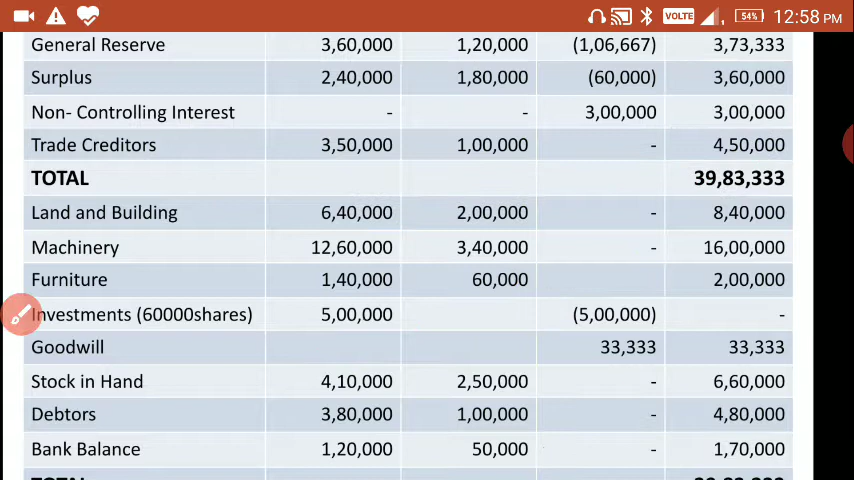 VOLTE 1 54% 12:58 PM
General Reserve 3,60,000 1,20,000 (1,06,667) 3,73,333
Surplus 2,40,000 1,80,000 (60,000) 3,60,000
Non- Controlling Interest - - 3,00,000 3,00,000
Trade Creditors 3,50,000 1,00,000 - 4,50,000
TOTAL 39,83,333
Land and Building 6,40,000 2,00,000 - 8,40,000
Machinery 12,60,000 3,40,000 - 16,00,000
Furniture 1,40,000 60,000 2,00,000
Investments (60000shares) 5,00,000 (5,00,000) -
Goodwill 33,333 33,333
Stock in Hand 4,10,000 2,50,000 - 6,60,000
Debtors 3,80,000 1,00,000 - 4,80,000
Bank Balance 1,20,000 50,000 - 1,70,000